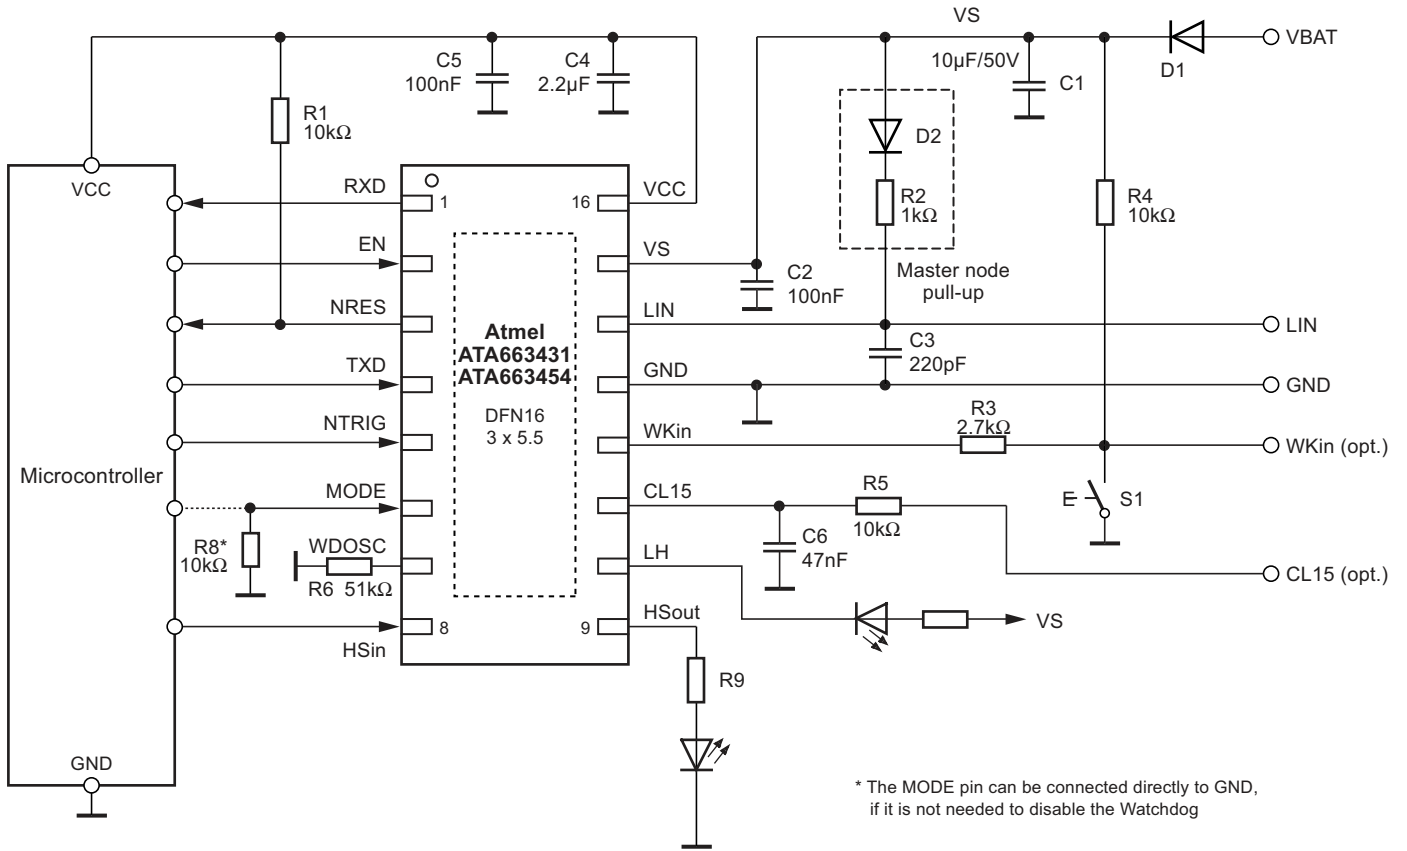 VS
VBAT
D1
C5
100nF
C4
2.2µF
10µF/50V
C1
R1
10kΩ
D2
R2
1kΩ
R4
10kΩ
Master node
pull-up
VCC
RXD
1
16
VCC
EN
VS
C2
100nF
NRES
LIN
LIN
Atmel
ATA663431
ATA663454
DFN16
3 x 5.5
C3
220pF
TXD
GND
GND
NTRIG
WKin
R3
2.7kΩ
WKin (opt.)
Microcontroller
MODE
CL15
R5
10kΩ
E
S1
R8*
10kΩ
WDOSC
R6 51kΩ
LH
C6
47nF
CL15 (opt.)
HSin
8
9
HSout
VS
R9
GND
* The MODE pin can be connected directly to GND,
if it is not needed to disable the Watchdog